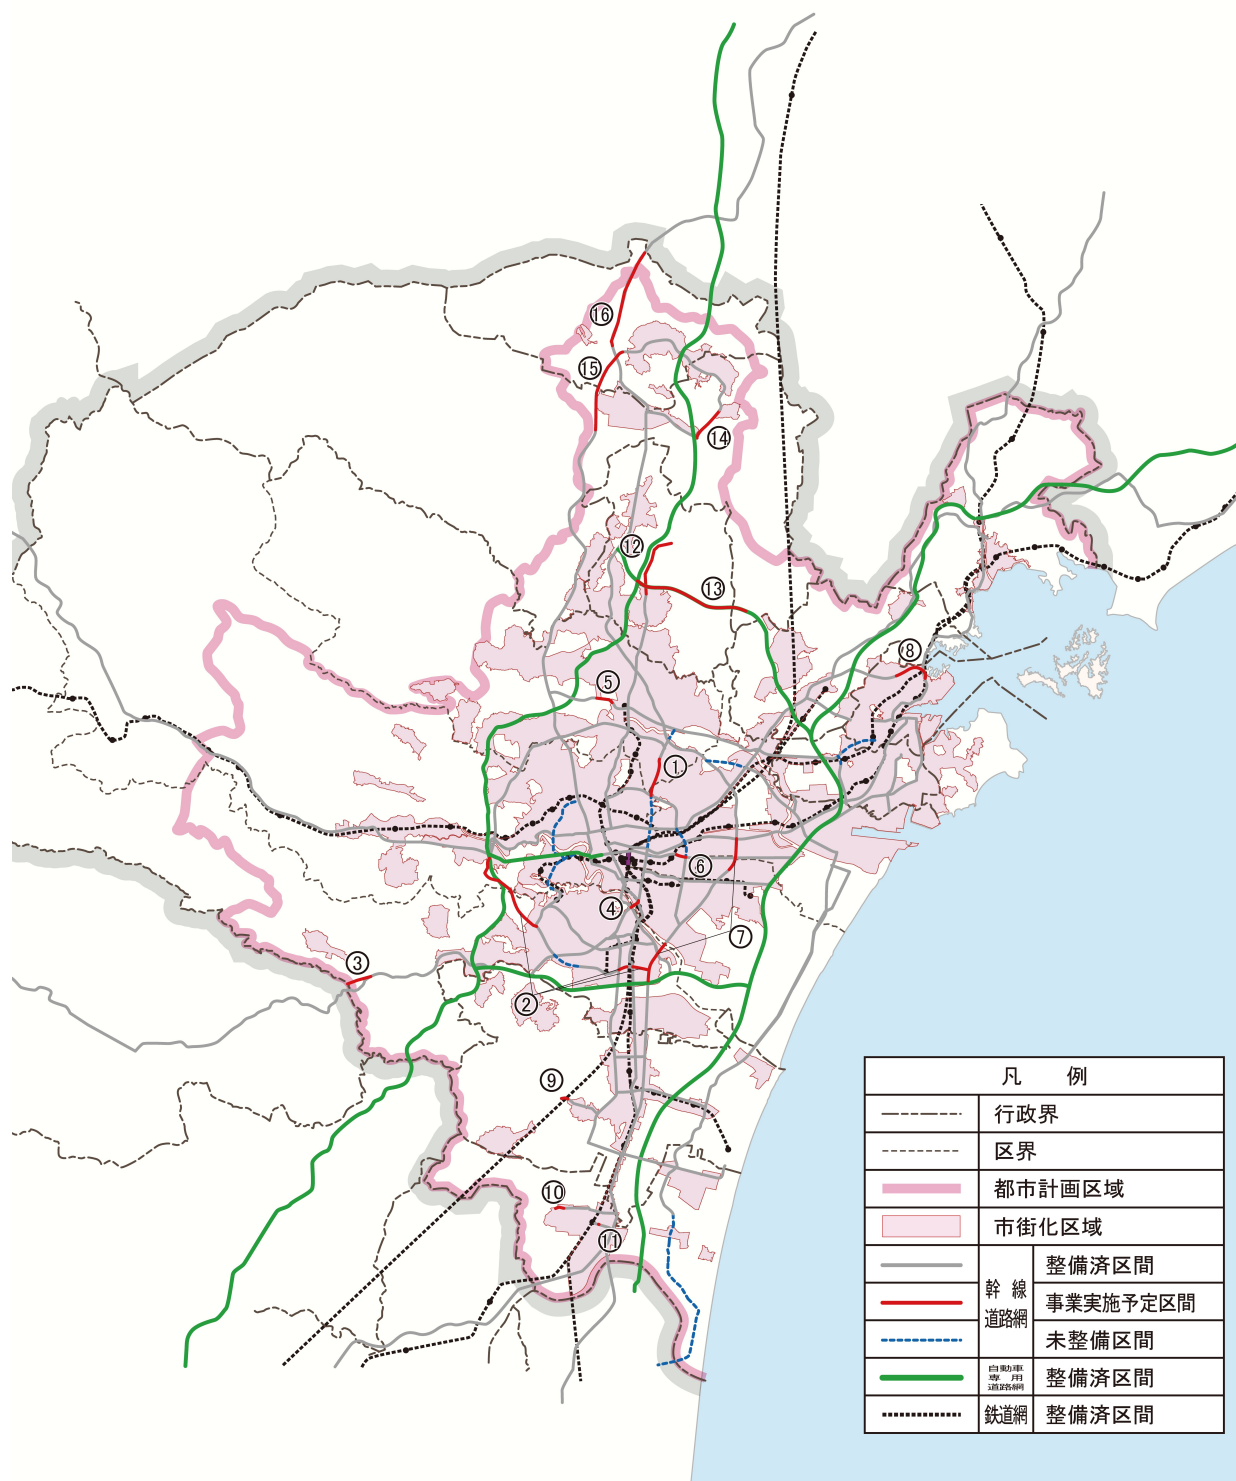 ⑯
⑮
⑭
⑫
⑬
⑧
⑤
①
⑥
④
⑦
③
②
⑨
⑩
⑪
凡 例
行政界
区界
都市計画区域
市街化区域
幹線道路網
整備済区間
事業実施予定区間
未整備区間
自動車専用道路網
整備済区間
鉄道網
整備済区間